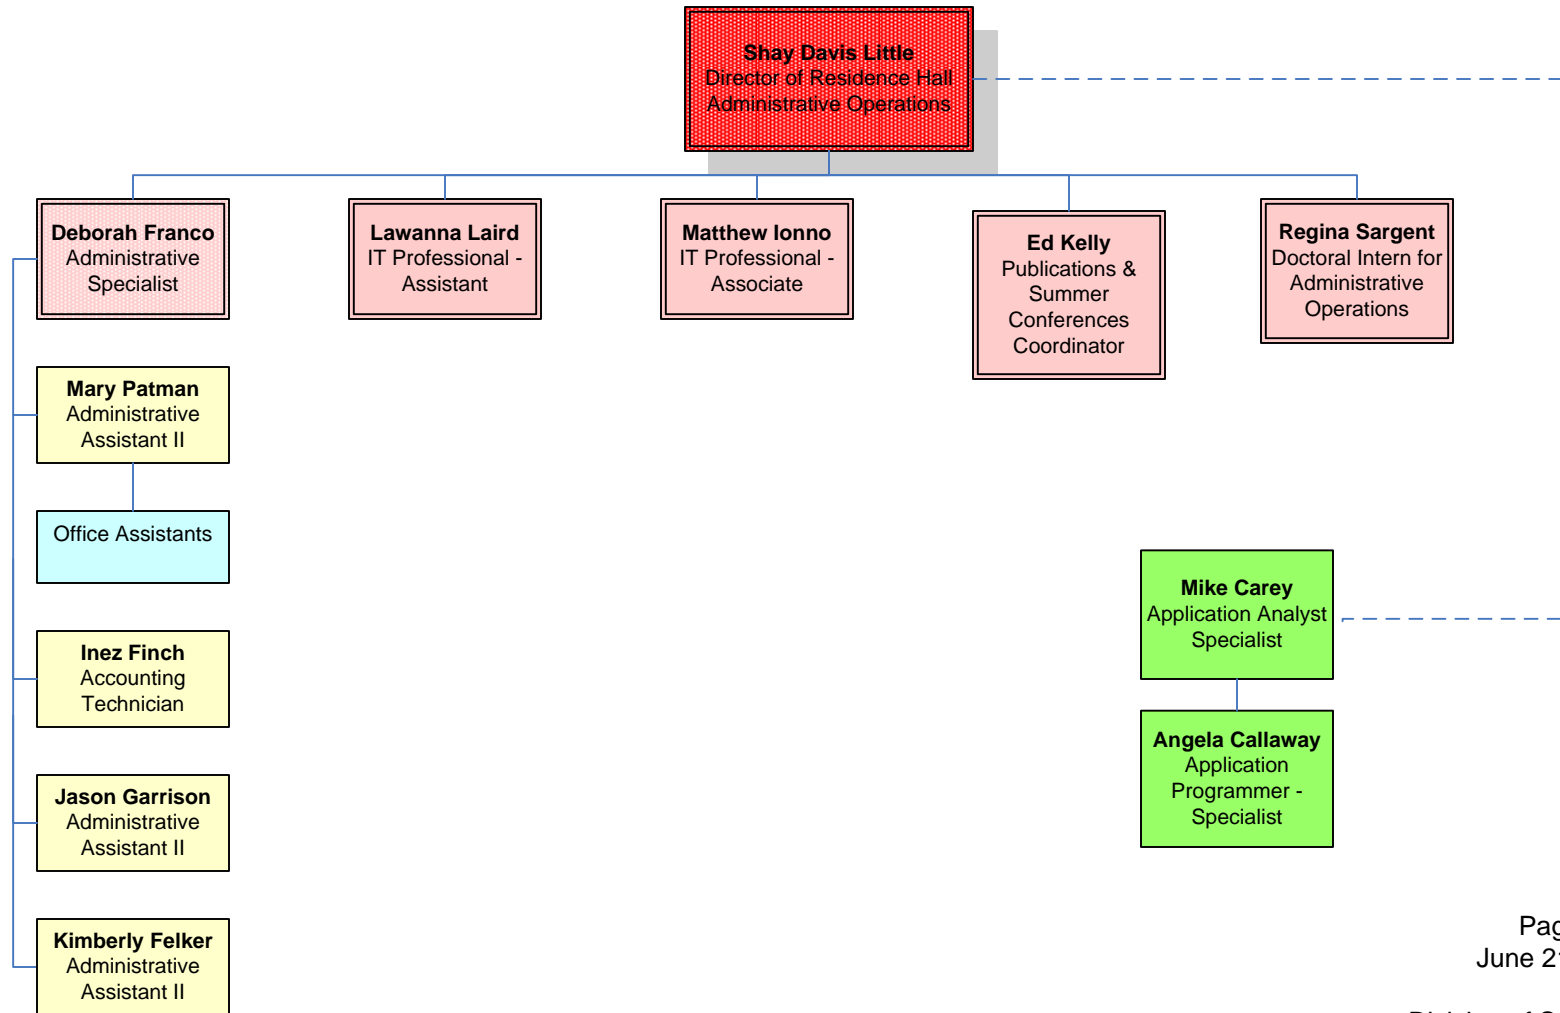 Shay Davis Little
Director of Residence Hall
Administrative Operations
Deborah Franco
Administrative
Specialist
Lawanna Laird
IT Professional -
Assistant
Matthew Ionno
IT Professional -
Associate
Ed Kelly
Publications &
Summer
Conferences
Coordinator
Regina Sargent
Doctoral Intern for
Administrative
Operations
Mary Patman
Administrative
Assistant II
Office Assistants
Inez Finch
Accounting
Technician
Jason Garrison
Administrative
Assistant II
Kimberly Felker
Administrative
Assistant II
Mike Carey
Application Analyst
Specialist
Angela Callaway
Application
Programmer -
Specialist
Pag
June 2